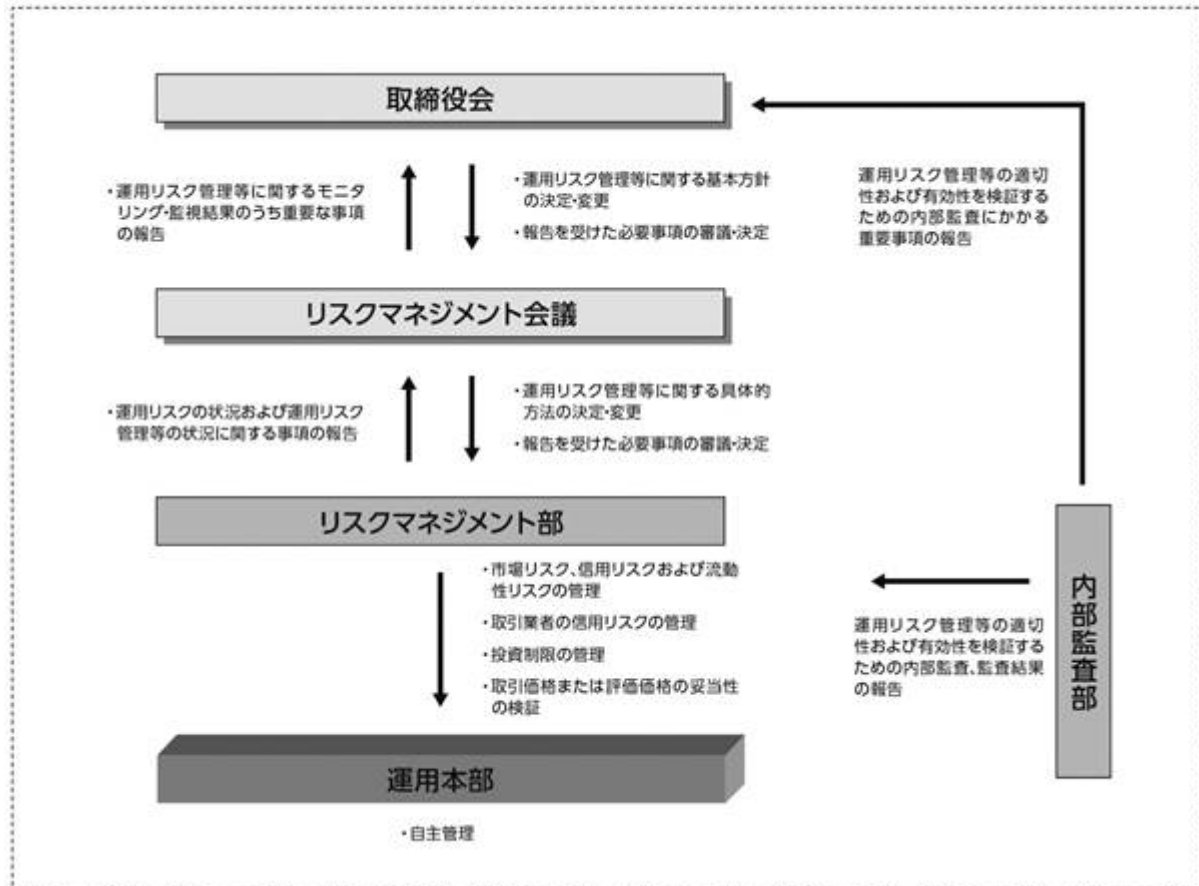 取締役会
・運用リスク管理等に関するモニタ
リング・監視結果のうち重要な事項
の報告
・運用リスク管理等に関する基本方針
の決定・変更
・報告を受けた必要事項の審議・決定
運用リスク管理等の適切
性および有効性を検証する
ための内部監査にかかる
重要事項の報告
リスクマネジメント会議
・運用リスクの状況および運用リスク
管理等の状況に関する事項の報告
・運用リスク管理等に関する具体的
方法の決定・変更
・報告を受けた必要事項の審議・決定
リスクマネジメント部
・市場リスク、信用リスクおよび流動
性リスクの管理
・取引業者の信用リスクの管理
・投資制限の管理
・取引価格または評価価格の妥当性
の検証
運用リスク管理等の適切
性および有効性を検証する
ための内部監査、監査結果
の報告
内部監査部
運用本部
・自主管理